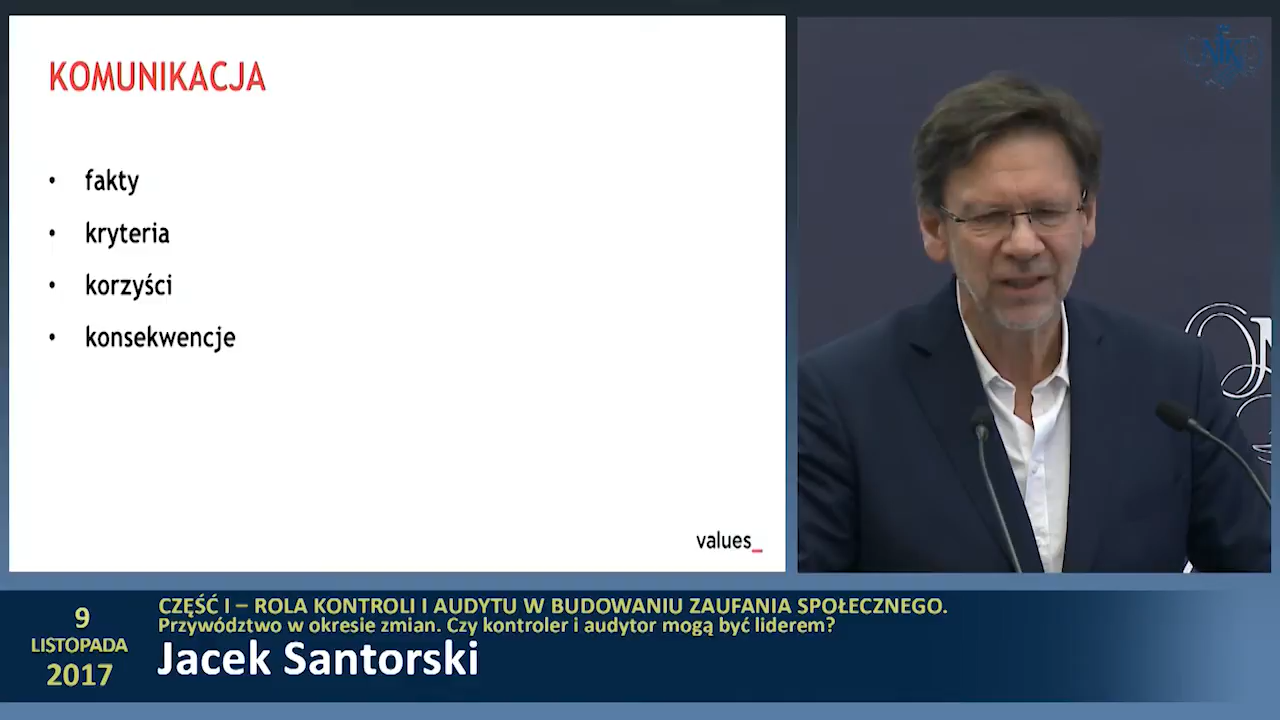 KOMUNIKACJA
• fakty
• kryteria
• korzyści
• konsekwencje
values_
9
LISTOPADA
2017
CZĘŚĆ I – ROLA KONTROLI I AUDYTU W BUDOWANIU ZAUFANIA SPOŁECZNEGO.
Przywództwo w okresie zmian. Czy kontroler i audytor mogą być liderem?
Jacek Santorski